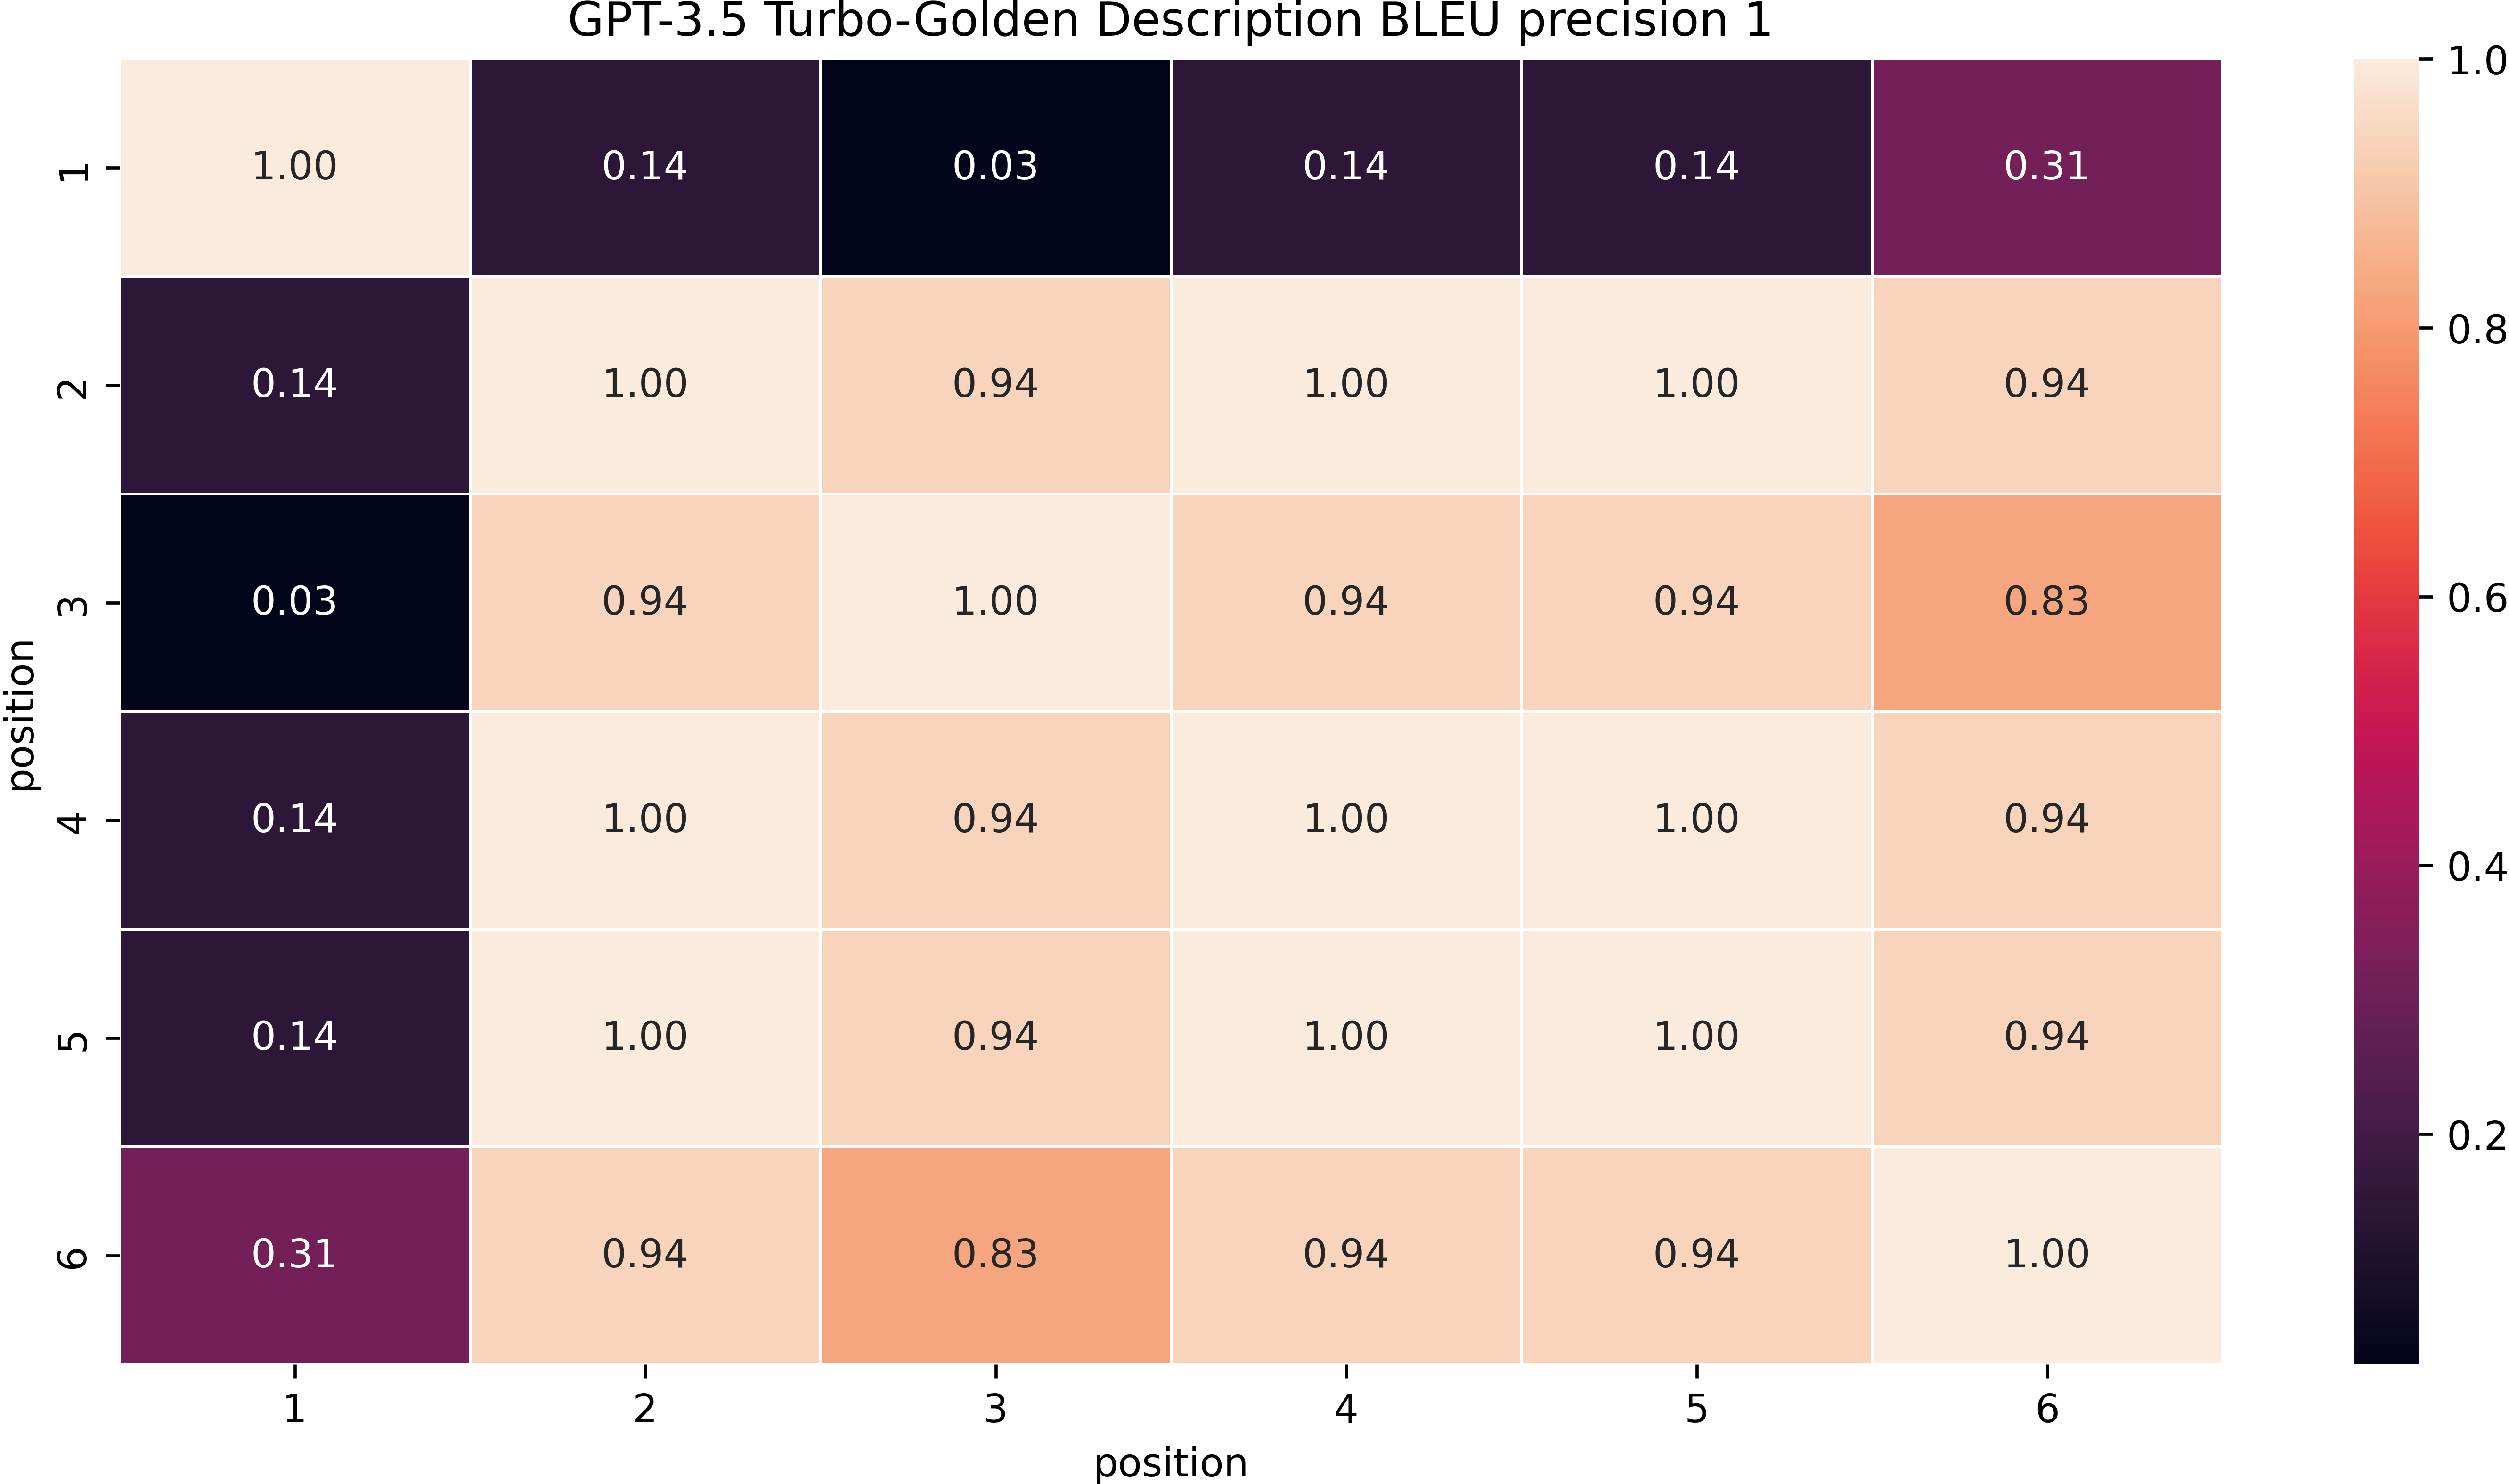 GPT-3.5 Turbo-Golden Description BLEU precision 1
1 1.00 0.14 0.03 0.14 0.14 0.31
2 0.14 1.00 0.94 1.00 1.00 0.94
3 0.03 0.94 1.00 0.94 0.94 0.83
4 0.14 1.00 0.94 1.00 1.00 0.94
5 0.14 1.00 0.94 1.00 1.00 0.94
6 0.31 0.94 0.83 0.94 0.94 1.00
1 2 3 4 5 6
position
position
1.0
0.8
0.6
0.4
0.2